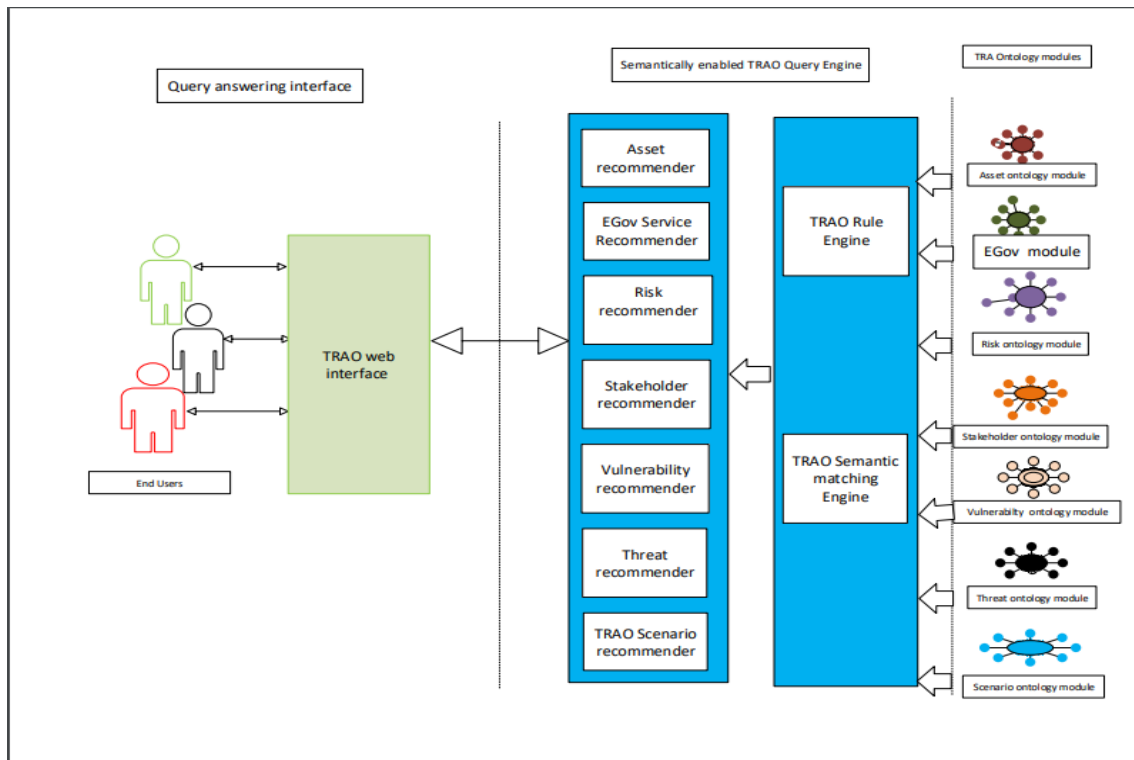 Query answering interface
Semantically enabled TRAO Query Engine
TRA Ontology modules
End Users
TRAO web
interface
Asset
recommender
EGov Service
Recommender
Risk
recommender
Stakeholder
recommender
Vulnerability
recommender
Threat
recommender
TRAO Scenario
recommender
TRAO Rule
Engine
TRAO Semantic
matching
Engine
Asset ontology module
EGov module
Risk ontology module
Stakeholder ontology module
Vulnerabilty ontology module
Threat ontology module
Scenario ontology module